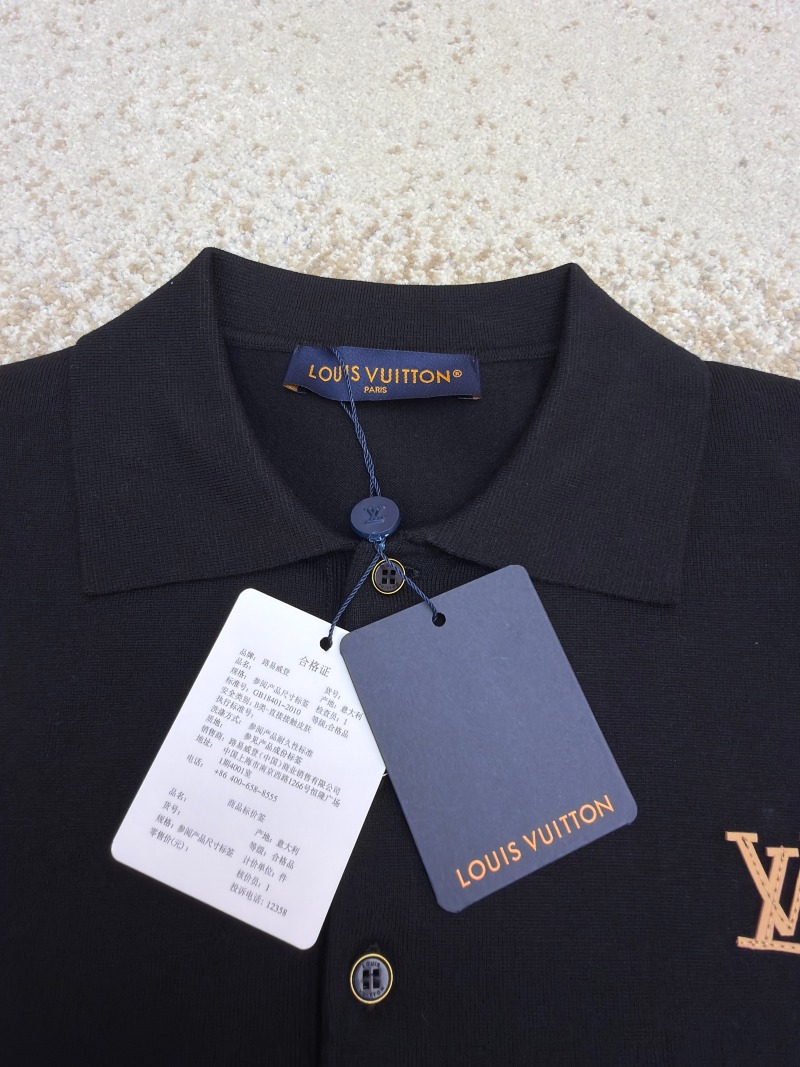 LOUIS VUITTON®
PARIS
合格证
品牌: 路易威登
品名:
货号:
规格: 参阅产品尺寸标签
产地: 意大利
标准号: GB18401-2010
检查员: 1
安全类别: B类-直接接触皮肤
等级: 合格品
执行标准号:
洗涤方式: 参阅产品耐久性标准
质地: 参见产品成份标签
销售商: 路易威登(中国)商业销售有限公司
地址: 中国上海市南京西路1266号恒隆广场
1期4001室
电话: +86 400-658-8555
商品标价签
品名:
货号:
产地: 意大利
规格: 参阅产品尺寸标签
等级: 合格品
零售价(元):
计价单位: 件
核价员: 1
投诉电话: 12358
LOUIS VUITTON
LV